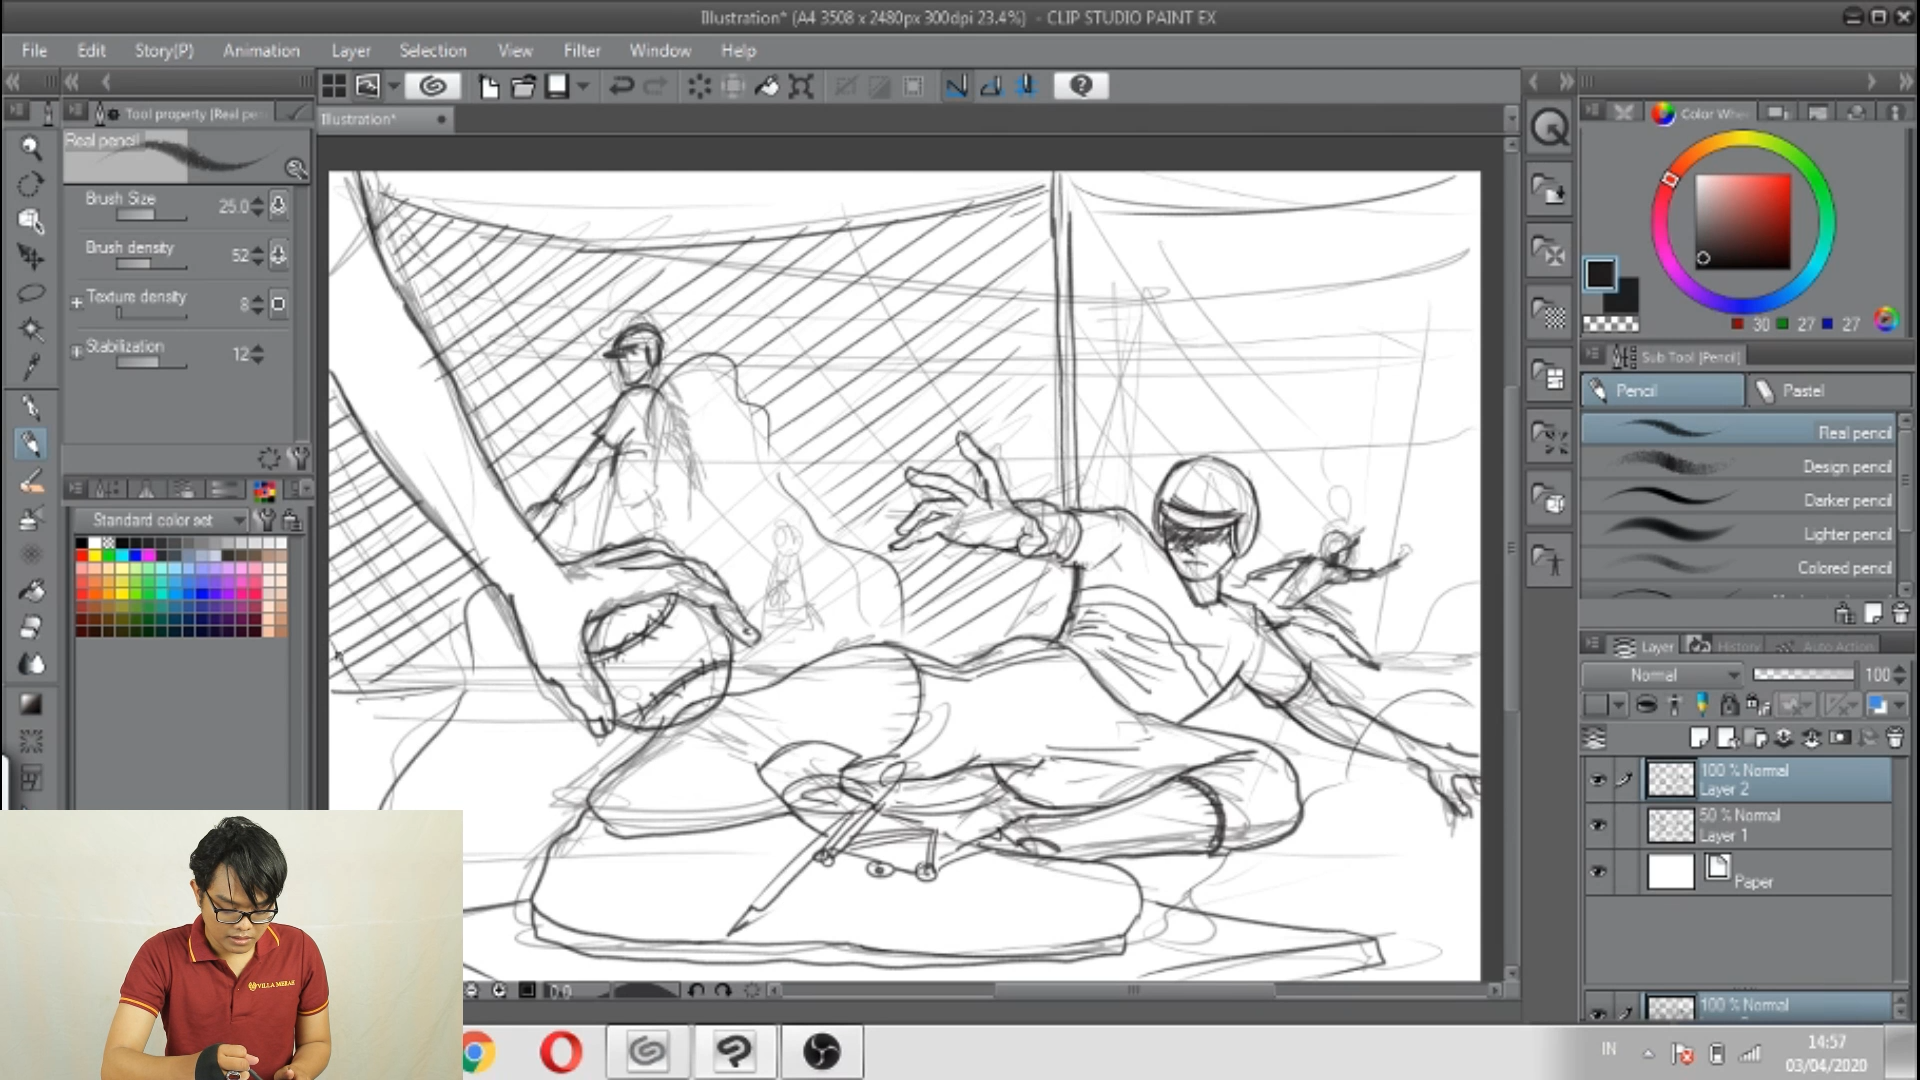 Illustration* (A4 3508 x 2480px 300dpi 23.4%) - CLIP STUDIO PAINT EX
File Edit Story(P) Animation Layer Selection View Filter Window Help
Tool property [Real pe
Illustration*
Color Whe
Real pencil
Brush Size 25.0
Brush density 52
Texture density 8
Stabilization 12
30 27 27
Sub Tool [Pencil]
Pencil Pastel
Real pencil
Design pencil
Darker pencil
Lighter pencil
Colored pencil
Standard color set
Layer History Auto Action
Normal 100
100 % Normal
Layer 2
50 % Normal
Layer 1
Paper
100 % Normal
0.0
VILLA MERAH
IN
14:57
03/04/2020